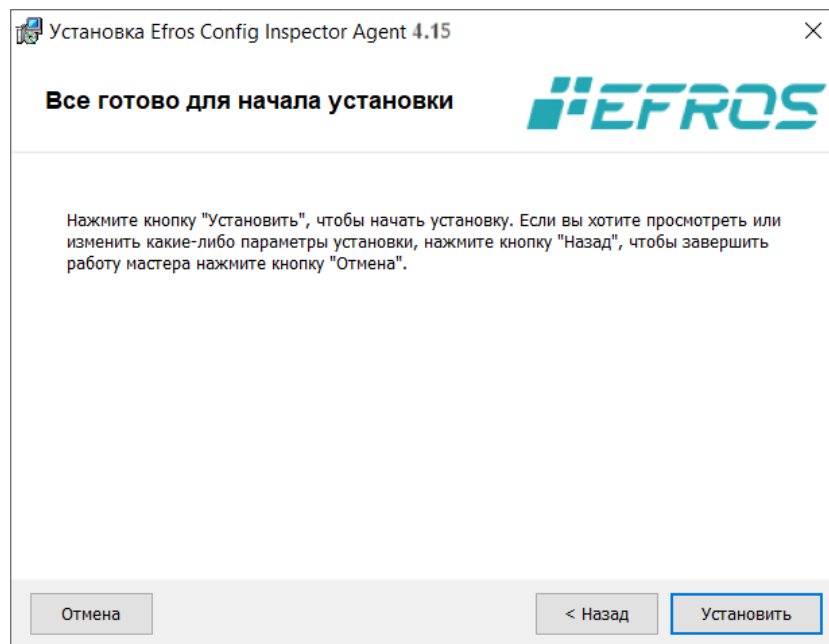 Установка Efros Config Inspector Agent 4.15
Все готово для начала установки
EFROS
Нажмите кнопку "Установить", чтобы начать установку. Если вы хотите просмотреть или
изменить какие-либо параметры установки, нажмите кнопку "Назад", чтобы завершить
работу мастера нажмите кнопку "Отмена".
Отмена
< Назад
Установить